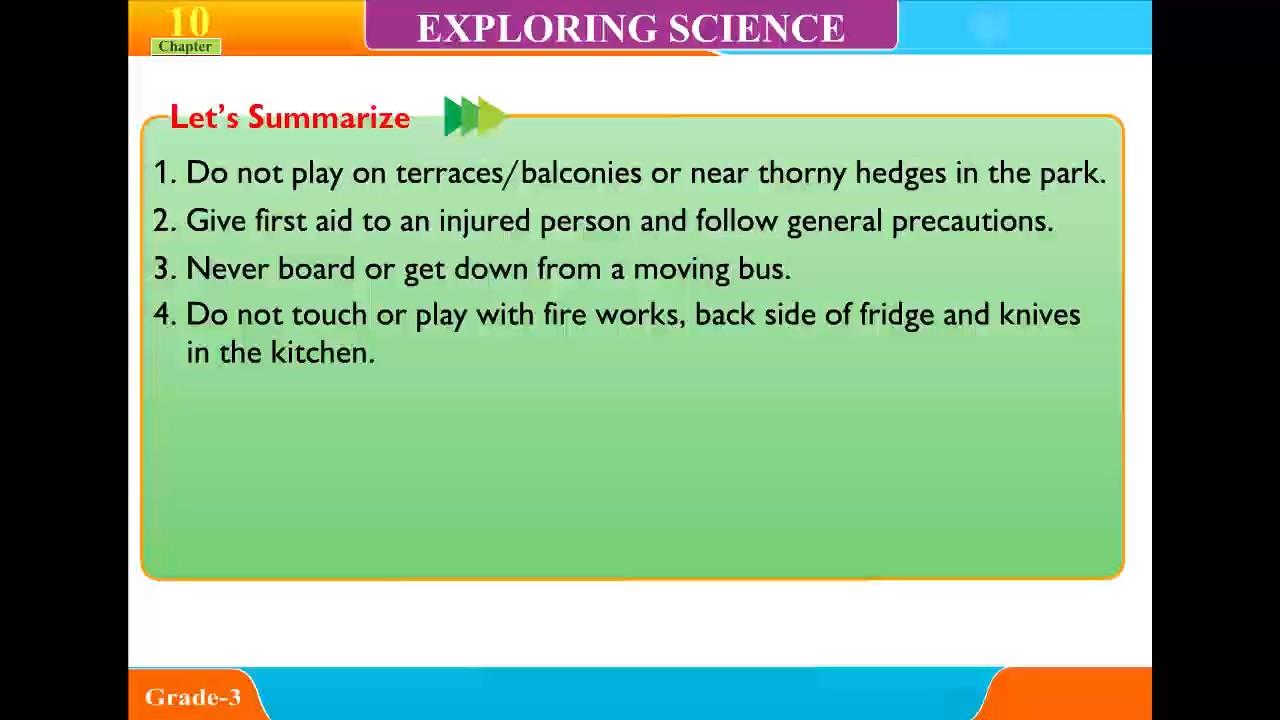 10
Chapter
EXPLORING SCIENCE
Let's Summarize
1. Do not play on terraces/balconies or near thorny hedges in the park.
2. Give first aid to an injured person and follow general precautions.
3. Never board or get down from a moving bus.
4. Do not touch or play with fire works, back side of fridge and knives
in the kitchen.
Grade-3